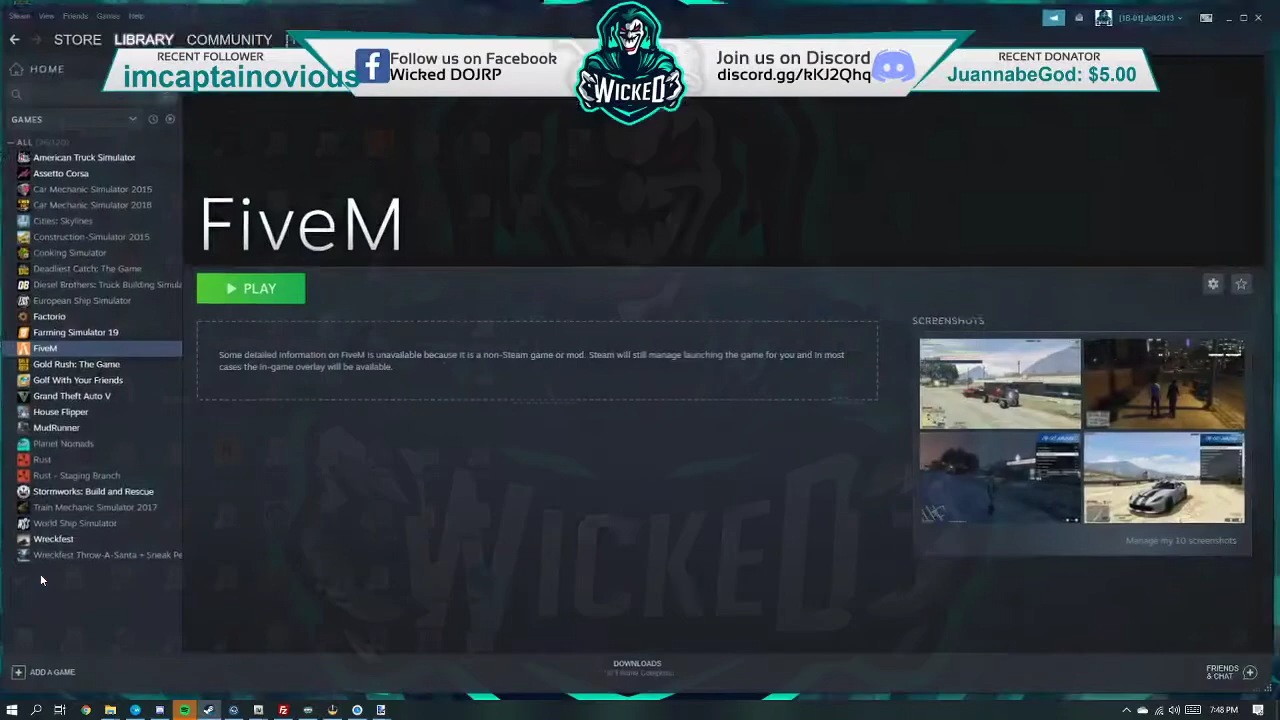 Steam View Friends Games Help
STORE LIBRARY COMMUNITY
RECENT FOLLOWER
imcaptainovious
Follow us on Facebook
Wicked DOJRP
WICKED
Join us on Discord
discord.gg/kKJ2Qhq
RECENT DONATOR
JuannabeGod: $5.00
HOME
GAMES
ALL
American Truck Simulator
Assetto Corsa
Car Mechanic Simulator 2015
Car Mechanic Simulator 2018
Cities: Skylines
Construction-Simulator 2015
Cooking Simulator
Deadliest Catch: The Game
Diesel Brothers: Truck Building Simula
European Ship Simulator
Factorio
Farming Simulator 19
FiveM
Gold Rush: The Game
Golf With Your Friends
Grand Theft Auto V
House Flipper
MudRunner
Planet Nomads
Rust
Rust - Staging Branch
Stormworks: Build and Rescue
Train Mechanic Simulator 2017
World Ship Simulator
Wreckfest
Wreckfest Throw-A-Santa + Sneak Pe
ADD A GAME
FiveM
PLAY
Some detailed information on FiveM is unavailable because it is a non-Steam game or mod. Steam will still manage launching the game for you and in most
cases the in-game overlay will be available.
SCREENSHOTS
Manage my 10 screenshots
WICKED
DOWNLOADS
FRIENDS
& CHAT
7:48 PM